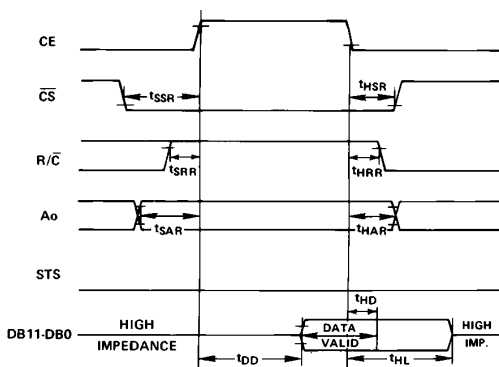 CE
C̅S̅
tSSR
tHSR
R/C̅
tSRR
tHRR
Ao
tSAR
tHAR
STS
tHD
DB11-DB0
HIGH
IMPEDANCE
DATA
VALID
HIGH
IMP.
tDD
tHL